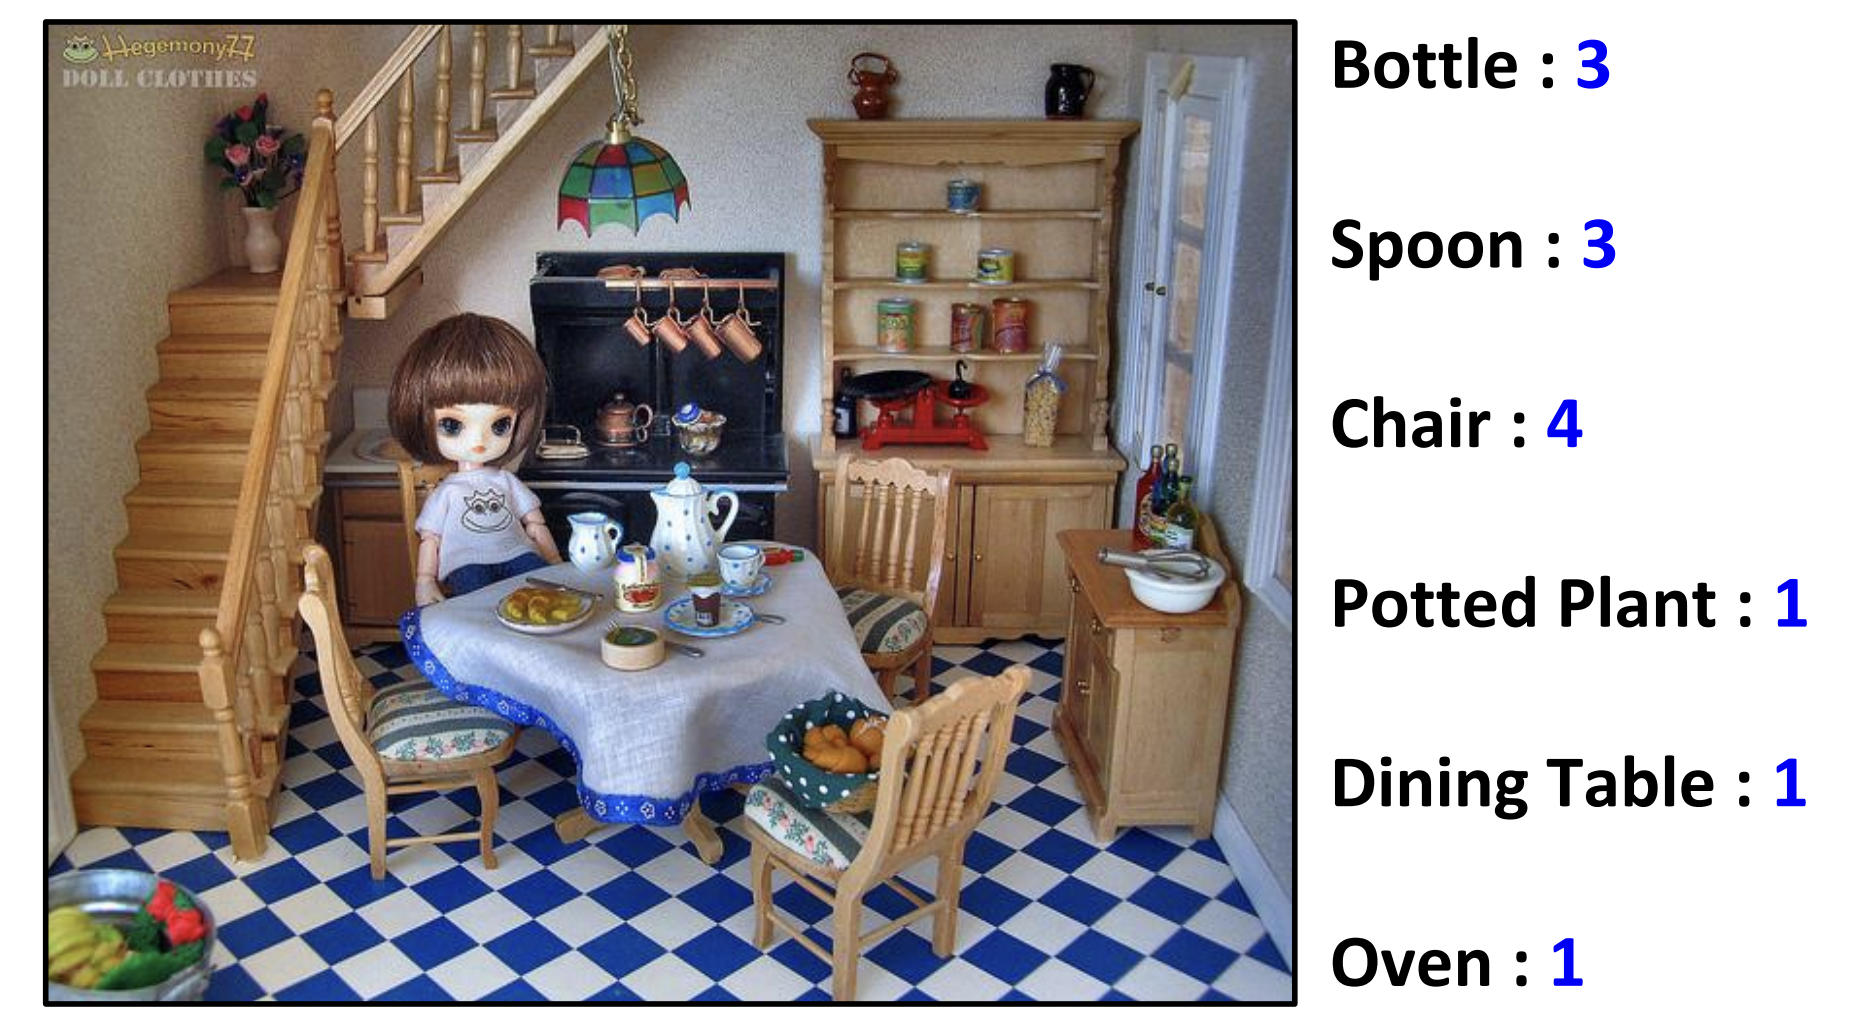 Hegemony77
DOLL CLOTHES
Bottle : 3
Spoon : 3
Chair : 4
Potted Plant : 1
Dining Table : 1
Oven : 1